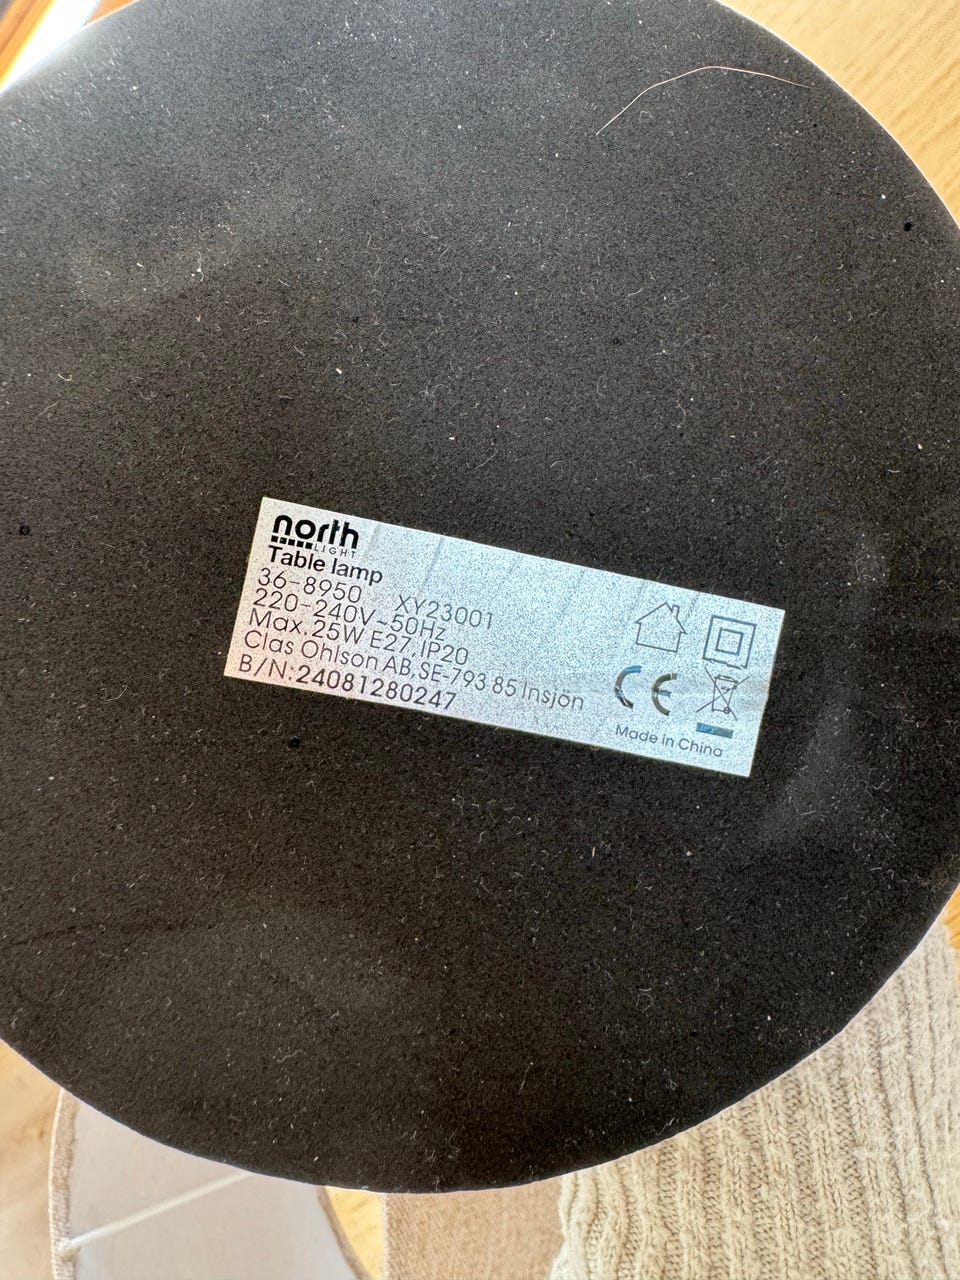 north
LIGHT
Table lamp
36-8950 XY23001
220-240V~50Hz
Max.25W E27, IP20
Clas Ohlson AB, SE-793 85 Insjön
B/N:24081280247
CE
Made in China